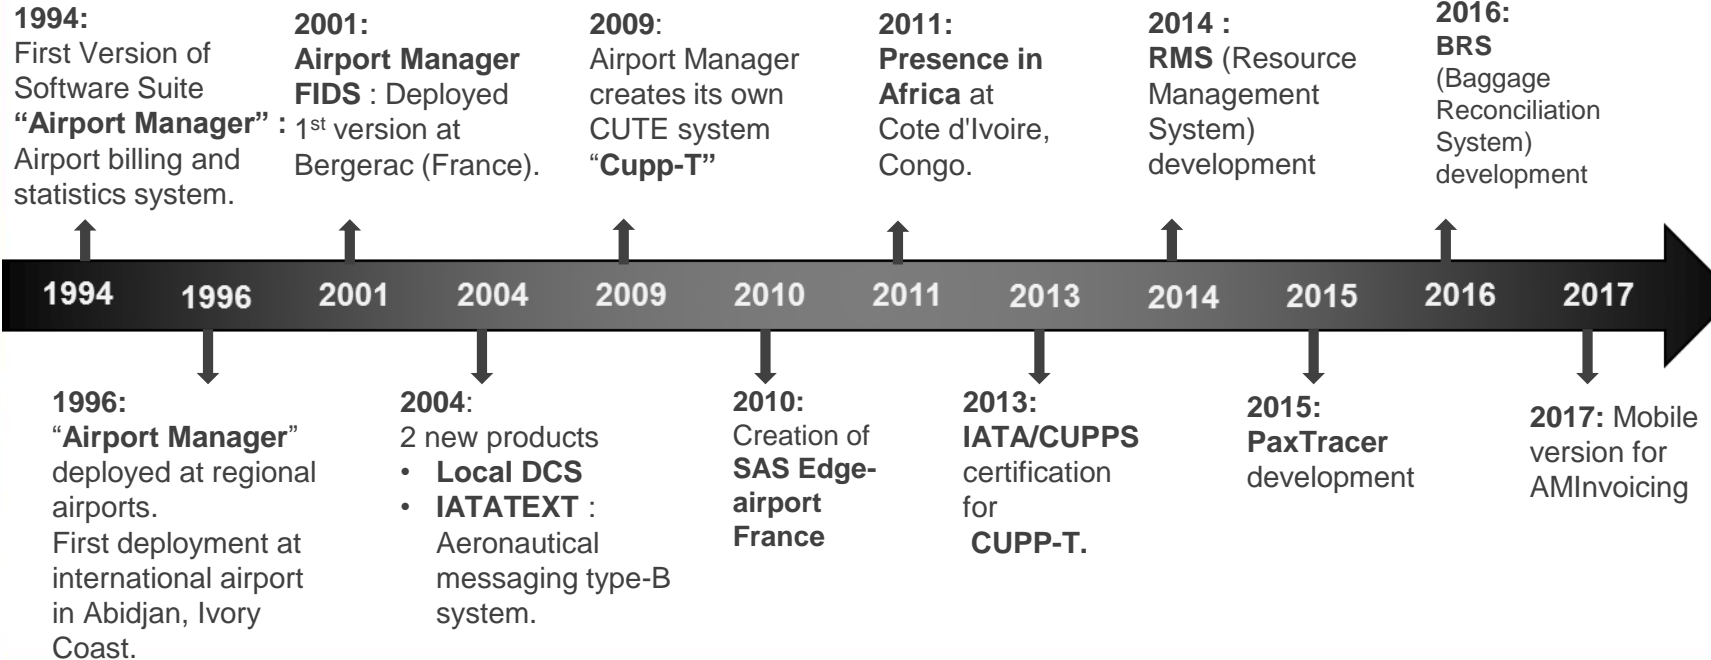 1994:
First Version of
Software Suite
“Airport Manager” :
Airport billing and
statistics system.
2001:
Airport Manager
FIDS : Deployed
1st version at
Bergerac (France).
2009:
Airport Manager
creates its own
CUTE system
“Cupp-T”
2011:
Presence in
Africa at
Cote d'Ivoire,
Congo.
2014 :
RMS (Resource
Management
System)
development
2016:
BRS
(Baggage
Reconciliation
System)
development
1994 1996 2001 2004 2009 2010 2011 2013 2014 2015 2016 2017
1996:
“Airport Manager”
deployed at regional
airports.
First deployment at
international airport
in Abidjan, Ivory
Coast.
2004:
2 new products
• Local DCS
• IATATEXT :
Aeronautical
messaging type-B
system.
2010:
Creation of
SAS Edge-
airport
France
2013:
IATA/CUPPS
certification
for
CUPP-T.
2015:
PaxTracer
development
2017: Mobile
version for
AMInvoicing